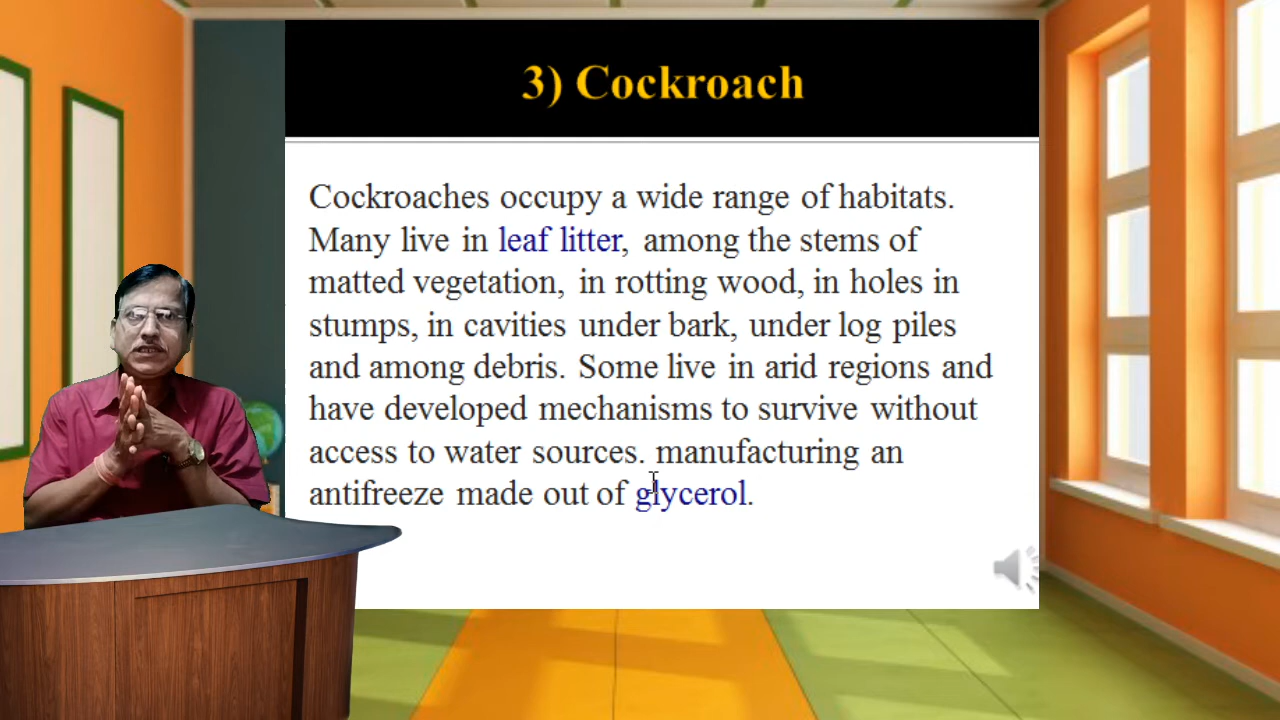 3) Cockroach
Cockroaches occupy a wide range of habitats.
Many live in leaf litter, among the stems of
matted vegetation, in rotting wood, in holes in
stumps, in cavities under bark, under log piles
and among debris. Some live in arid regions and
have developed mechanisms to survive without
access to water sources. manufacturing an
antifreeze made out of glycerol.